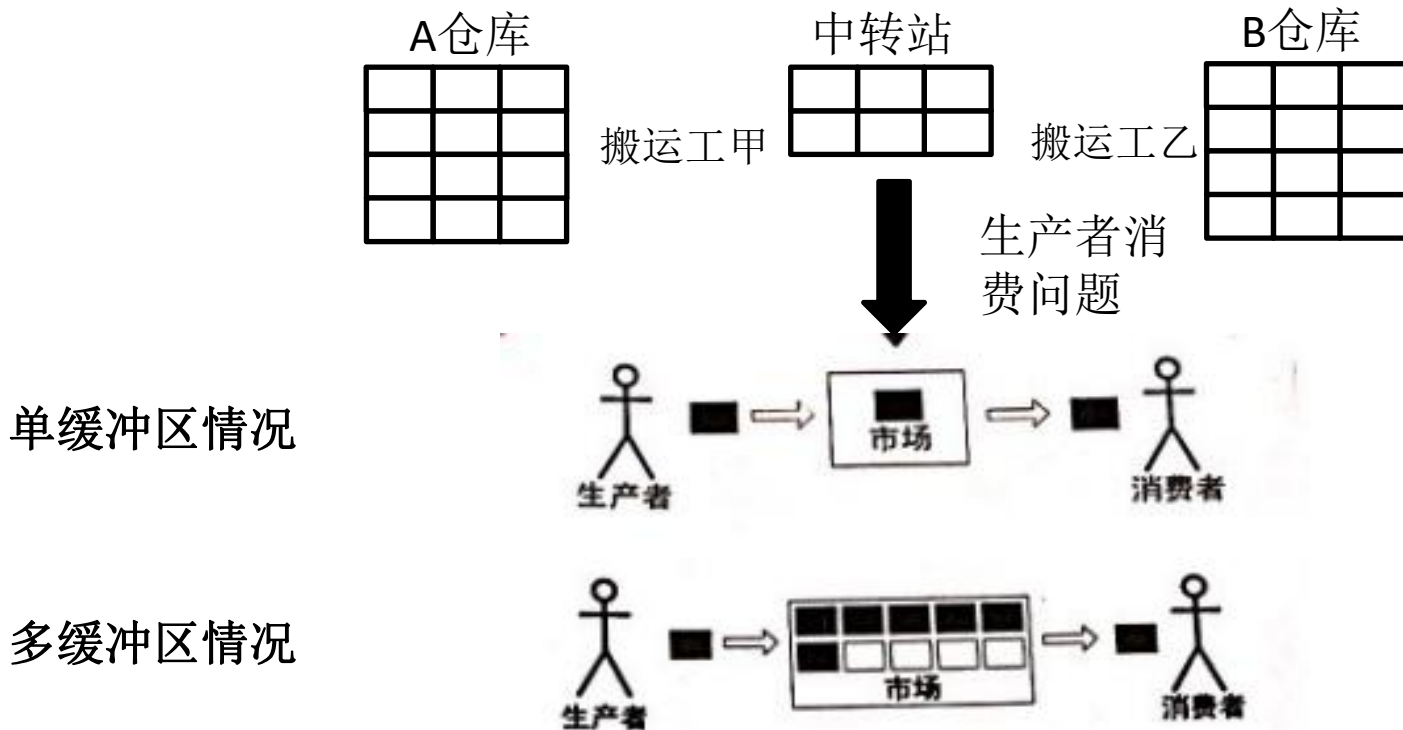 A仓库
中转站
B仓库
搬运工甲
搬运工乙
生产者消
费问题
单缓冲区情况
市场
生产者
消费者
多缓冲区情况
市场
生产者
消费者